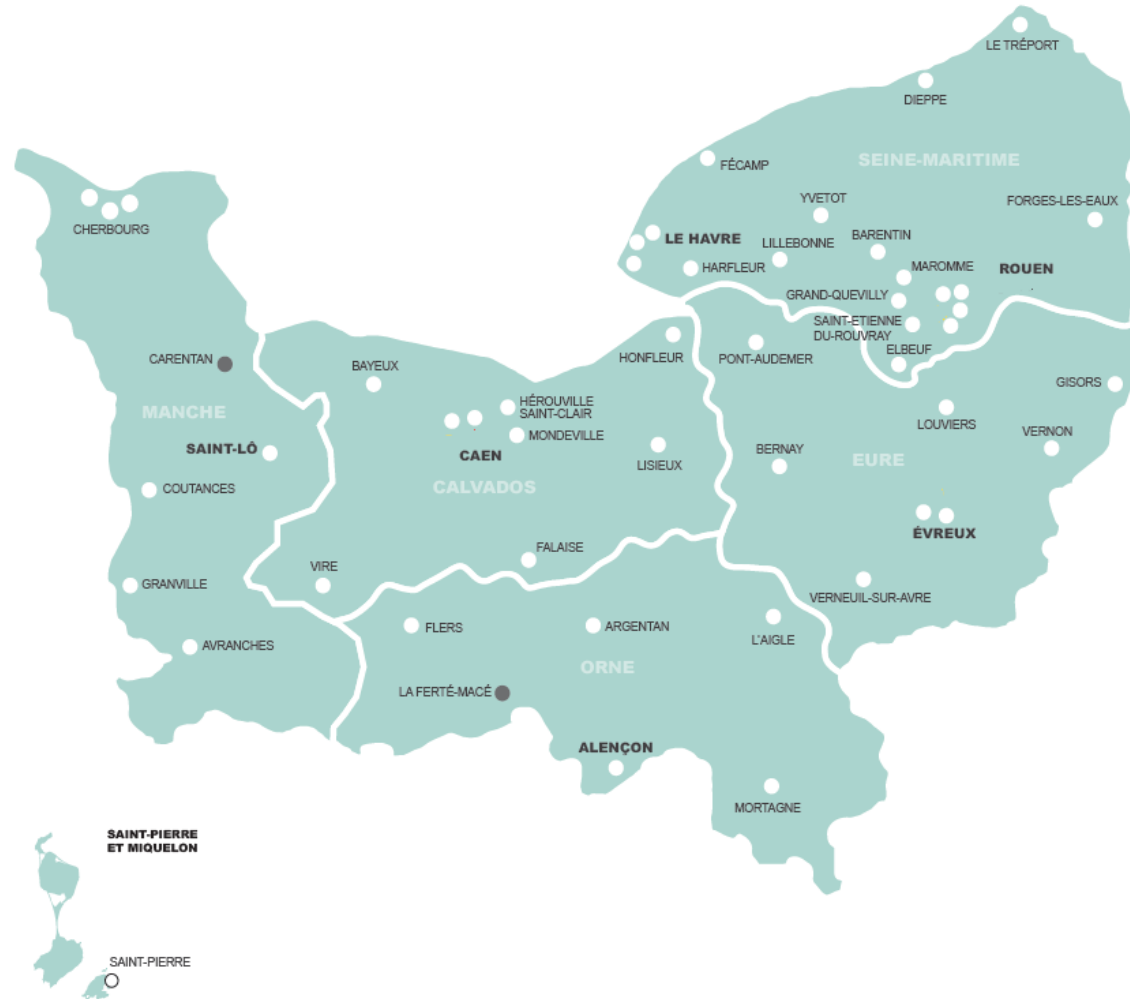 LE TRÉPORT
DIEPPE
SEINE-MARITIME
FÉCAMP
YVETOT
FORGES-LES-EAUX
CHERBOURG
LE HAVRE
LILLEBONNE
BARENTIN
HARFLEUR
MAROMME
ROUEN
GRAND-QUEVILLY
SAINT-ETIENNE
DU-ROUVRAY
ELBEUF
CARENTAN
BAYEUX
HONFLEUR
PONT-AUDEMER
GISORS
MANCHE
HÉROUVILLE
SAINT-CLAIR
MONDEVILLE
LOUVIERS
VERNON
SAINT-LÔ
CAEN
LISIEUX
BERNAY
EURE
COUTANCES
CALVADOS
ÉVREUX
FALAISE
VIRE
GRANVILLE
VERNEUIL-SUR-AVRE
FLERS
ARGENTAN
L'AIGLE
AVRANCHES
ORNE
LA FERTÉ-MACÉ
ALENÇON
MORTAGNE
SAINT-PIERRE
ET MIQUELON
SAINT-PIERRE